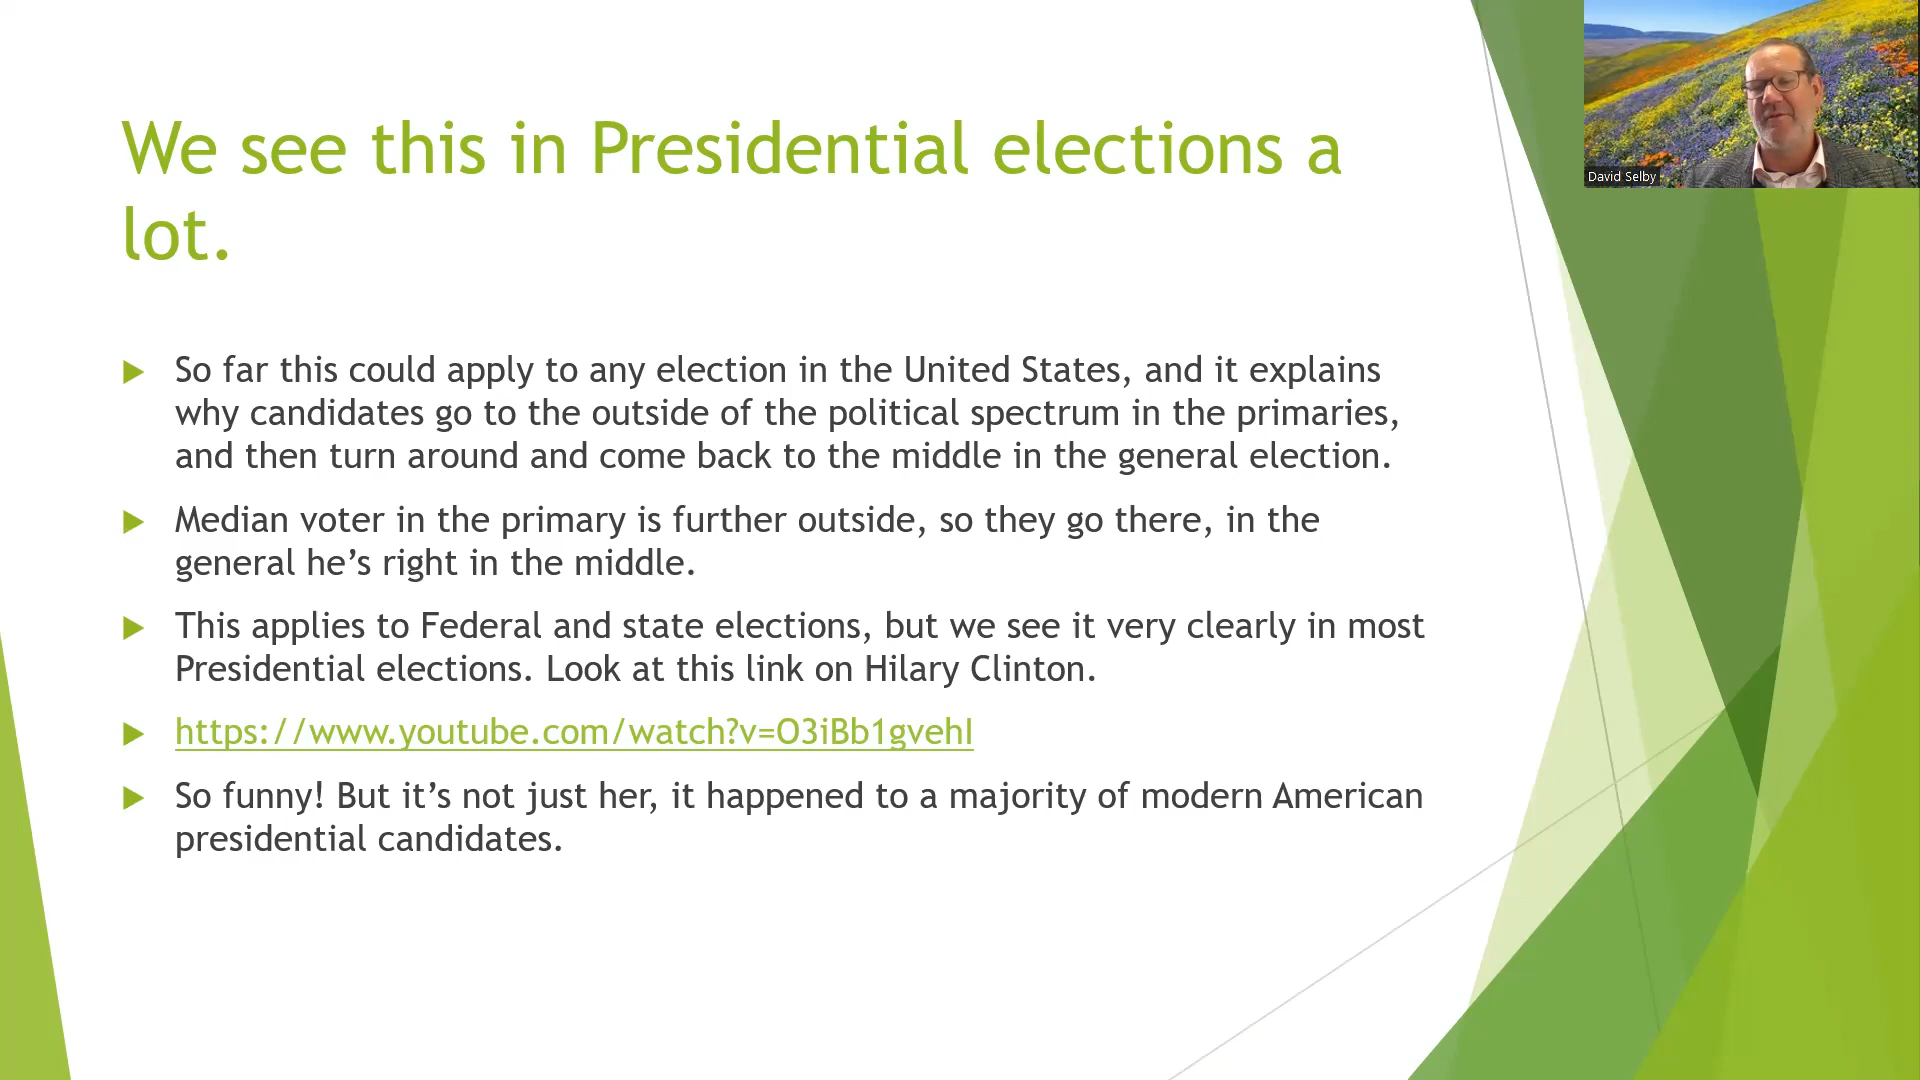 We see this in Presidential elections a
lot.
So far this could apply to any election in the United States, and it explains
why candidates go to the outside of the political spectrum in the primaries,
and then turn around and come back to the middle in the general election.
Median voter in the primary is further outside, so they go there, in the
general he’s right in the middle.
This applies to Federal and state elections, but we see it very clearly in most
Presidential elections. Look at this link on Hilary Clinton.
https://www.youtube.com/watch?v=O3iBb1gvehI
So funny! But it’s not just her, it happened to a majority of modern American
presidential candidates.
David Selby